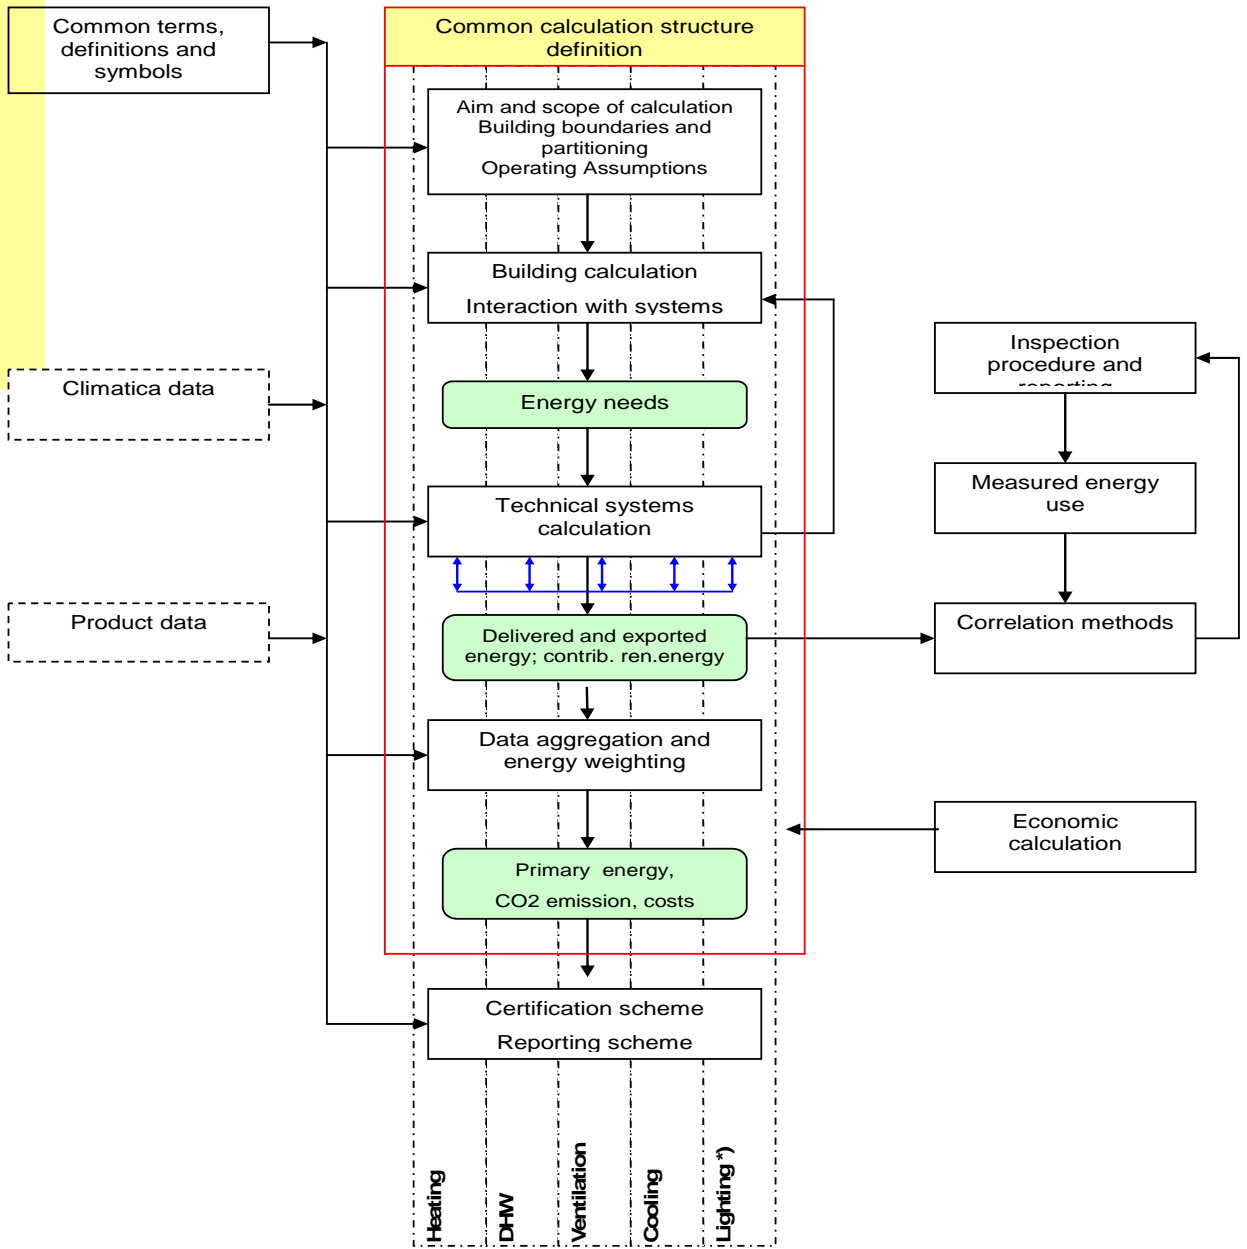 Common terms,
definitions and
symbols
Common calculation structure
definition
Aim and scope of calculation
Building boundaries and
partitioning
Operating Assumptions
Building calculation
Interaction with systems
Inspection
procedure and
reporting
Climatica data
Energy needs
Measured energy
use
Technical systems
calculation
Product data
Delivered and exported
energy; contrib. ren.energy
Correlation methods
Data aggregation and
energy weighting
Economic
calculation
Primary energy,
CO2 emission, costs
Certification scheme
Reporting scheme
Heating
DHW
Ventilation
Cooling
Lighting *)